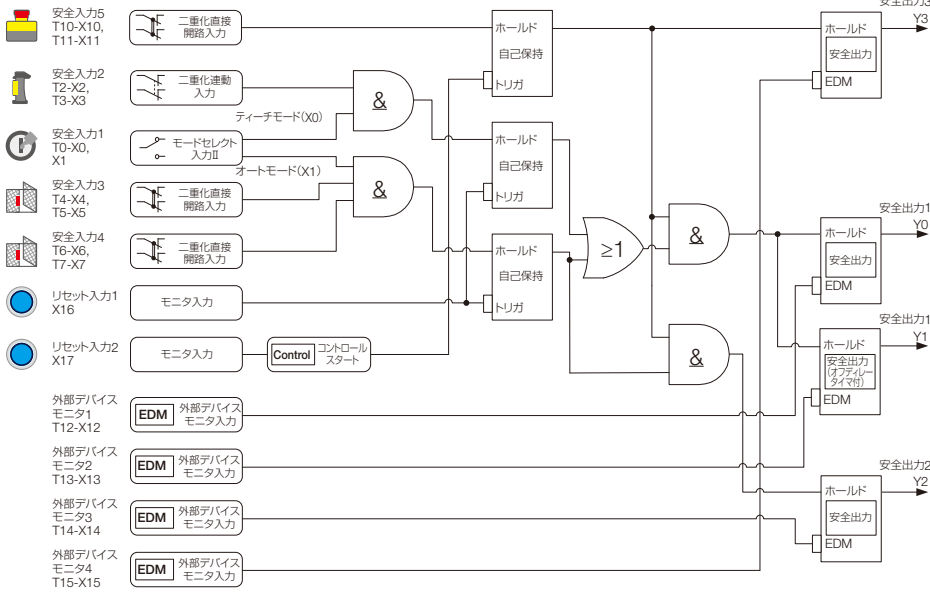 安全入力5
T10-X10,
T11-X11
二重化直接
開路入力
安全入力2
T2-X2,
T3-X3
二重化連動
入力
ティーチモード(X0)
安全入力1
T0-X0,
X1
モードセレクト
入力II
オートモード(X1)
安全入力3
T4-X4,
T5-X5
二重化直接
開路入力
安全入力4
T6-X6,
T7-X7
二重化直接
開路入力
リセット入力1
X16
モニタ入力
リセット入力2
X17
モニタ入力
Control
コントロール
スタート
外部デバイス
モニタ1
T12-X12
EDM
外部デバイス
モニタ入力
外部デバイス
モニタ2
T13-X13
EDM
外部デバイス
モニタ入力
外部デバイス
モニタ3
T14-X14
EDM
外部デバイス
モニタ入力
外部デバイス
モニタ4
T15-X15
EDM
外部デバイス
モニタ入力
&
&
ホールド
自己保持
トリガ
ホールド
自己保持
トリガ
ホールド
自己保持
トリガ
≥1
&
&
安全出力3
Y3
ホールド
安全出力
EDM
安全出力1
Y0
ホールド
安全出力
EDM
安全出力1
Y1
ホールド
安全出力
(オフディレー
タイマ付)
EDM
安全出力2
Y2
ホールド
安全出力
EDM